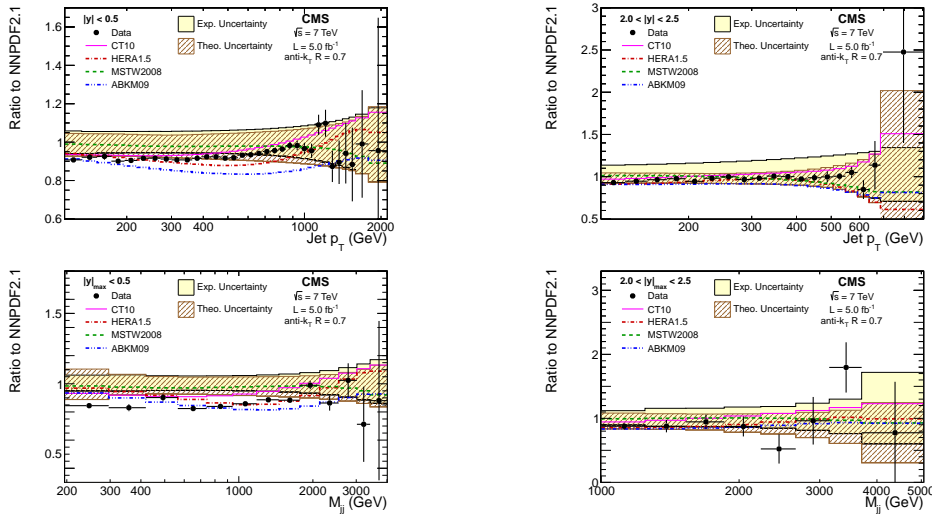 Ratio to NNPDF2.1
1.6
1.4
1.2
1
0.8
0.6
|y| < 0.5
Data
CT10
HERA1.5
MSTW2008
ABKM09
Exp. Uncertainty
Theo. Uncertainty
CMS
√s = 7 TeV
L = 5.0 fb-1
anti-kT R = 0.7
200
300
400
1000
2000
Jet pT (GeV)
Ratio to NNPDF2.1
3
2.5
2
1.5
1
0.5
2.0 < |y| < 2.5
Data
CT10
HERA1.5
MSTW2008
ABKM09
Exp. Uncertainty
Theo. Uncertainty
CMS
√s = 7 TeV
L = 5.0 fb-1
anti-kT R = 0.7
200
300
400
500
600
Jet pT (GeV)
Ratio to NNPDF2.1
1.5
1
0.5
|y|max < 0.5
Data
CT10
HERA1.5
MSTW2008
ABKM09
Exp. Uncertainty
Theo. Uncertainty
CMS
√s = 7 TeV
L = 5.0 fb-1
anti-kT R = 0.7
200
300
400
1000
2000
3000
Mjj (GeV)
Ratio to NNPDF2.1
3
2
1
0
2.0 < |y|max < 2.5
Data
CT10
HERA1.5
MSTW2008
ABKM09
Exp. Uncertainty
Theo. Uncertainty
CMS
√s = 7 TeV
L = 5.0 fb-1
anti-kT R = 0.7
1000
2000
3000
4000
5000
Mjj (GeV)